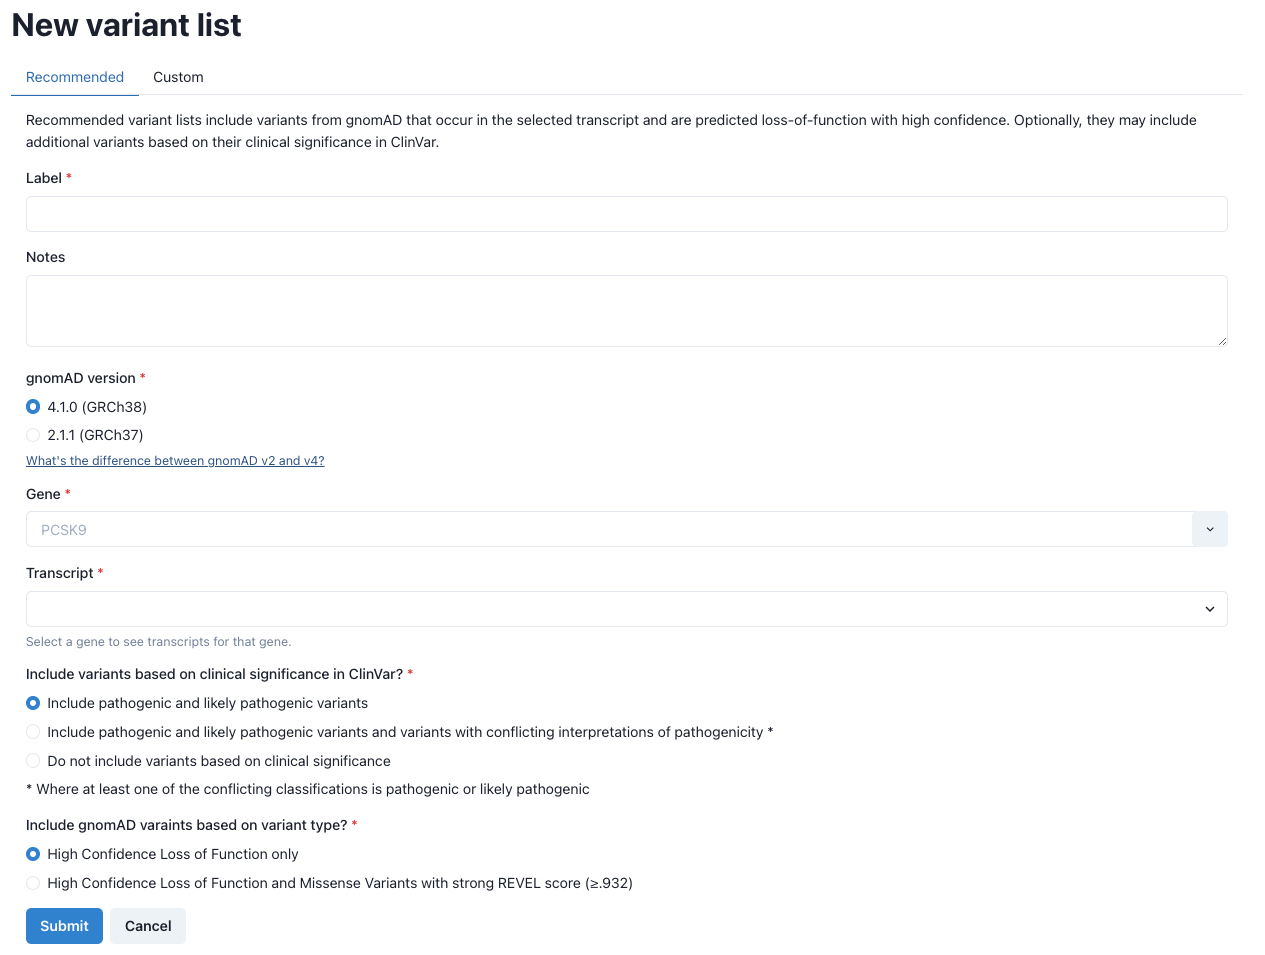 New variant list
Recommended
Custom
Recommended variant lists include variants from gnomAD that occur in the selected transcript and are predicted loss-of-function with high confidence. Optionally, they may include
additional variants based on their clinical significance in ClinVar.
Label *
Notes
gnomAD version *
4.1.0 (GRCh38)
2.1.1 (GRCh37)
What's the difference between gnomAD v2 and v4?
Gene *
PCSK9
Transcript *
Select a gene to see transcripts for that gene.
Include variants based on clinical significance in ClinVar? *
Include pathogenic and likely pathogenic variants
Include pathogenic and likely pathogenic variants and variants with conflicting interpretations of pathogenicity *
Do not include variants based on clinical significance
* Where at least one of the conflicting classifications is pathogenic or likely pathogenic
Include gnomAD varaints based on variant type? *
High Confidence Loss of Function only
High Confidence Loss of Function and Missense Variants with strong REVEL score (≥.932)
Submit
Cancel